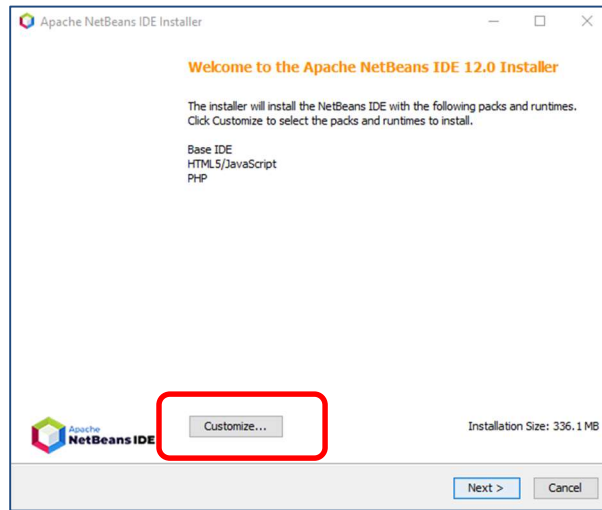 Apache NetBeans IDE Installer
Welcome to the Apache NetBeans IDE 12.0 Installer
The installer will install the NetBeans IDE with the following packs and runtimes.
Click Customize to select the packs and runtimes to install.
Base IDE
HTML5/JavaScript
PHP
Apache
NetBeans IDE
Customize...
Installation Size: 336.1 MB
Next >
Cancel